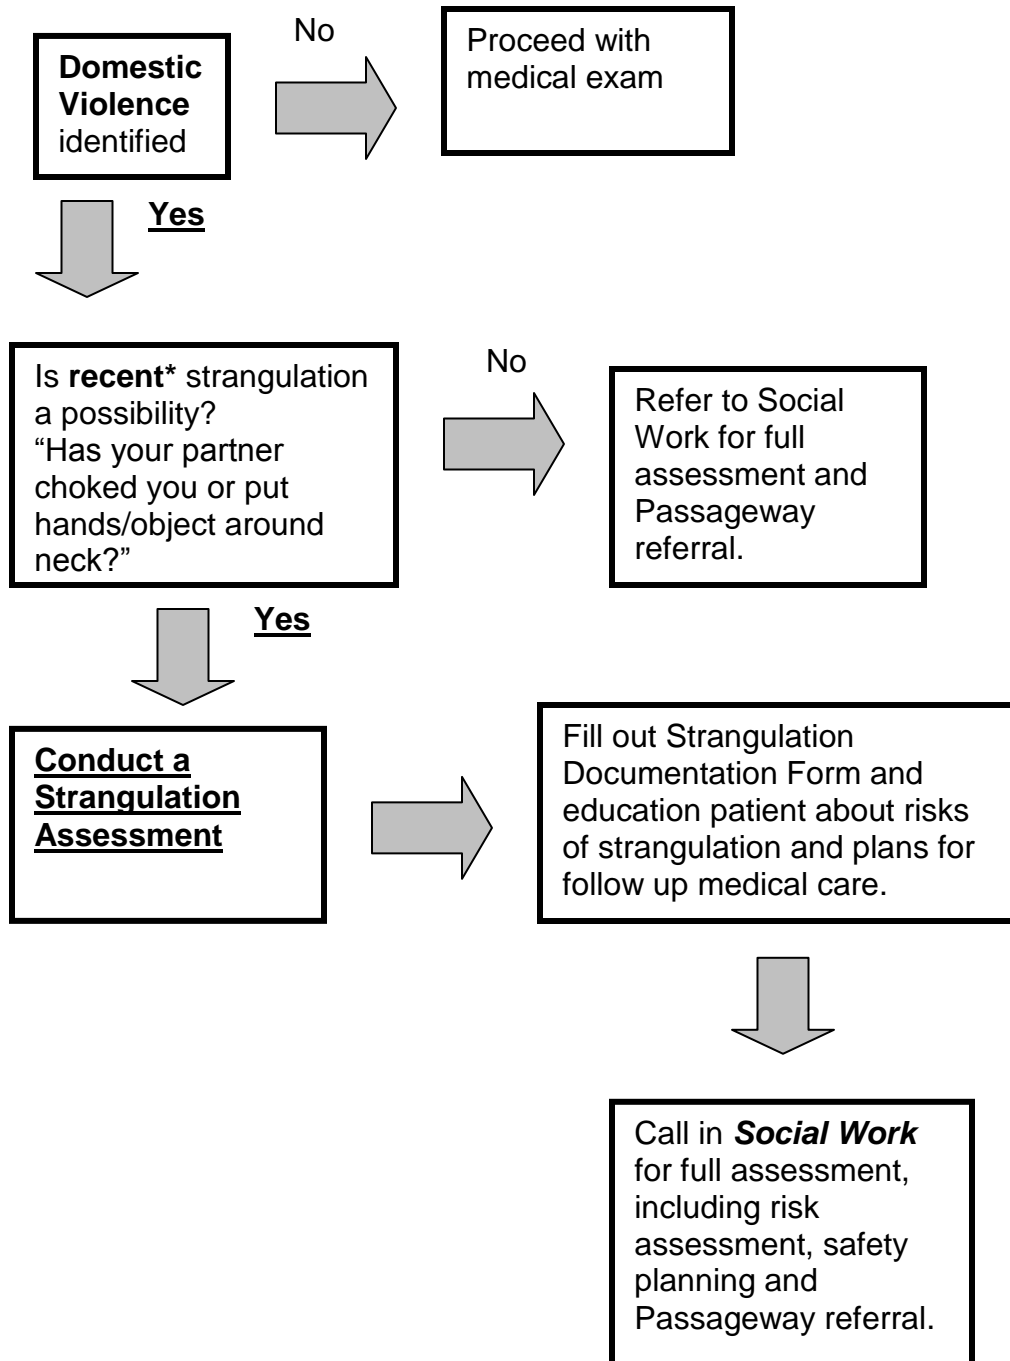 No
Domestic
Violence
identified
Proceed with
medical exam
Yes
Is recent* strangulation
a possibility?
“Has your partner
choked you or put
hands/object around
neck?”
No
Refer to Social
Work for full
assessment and
Passageway
referral.
Yes
Conduct a
Strangulation
Assessment
Fill out Strangulation
Documentation Form and
education patient about risks
of strangulation and plans for
follow up medical care.
Call in Social Work
for full assessment,
including risk
assessment, safety
planning and
Passageway referral.